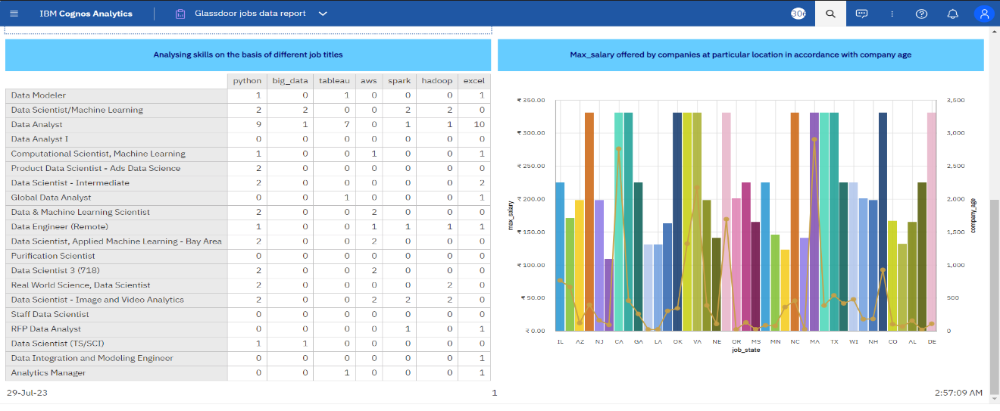 IBM Cognos Analytics Glassdoor jobs data report 306
Analysing skills on the basis of different job titles
python big_data tableau aws spark hadoop excel
Data Modeler 1 0 1 0 0 0 1
Data Scientist/Machine Learning 2 2 0 0 2 2 0
Data Analyst 9 1 7 0 1 1 10
Data Analyst I 0 0 0 0 0 0 0
Computational Scientist, Machine Learning 1 0 0 1 0 0 1
Product Data Scientist - Ads Data Science 2 0 0 0 0 0 0
Data Scientist - Intermediate 2 0 0 0 0 0 2
Global Data Analyst 0 0 1 0 0 0 1
Data & Machine Learning Scientist 2 0 0 2 0 0 0
Data Engineer (Remote) 1 0 0 1 1 1 1
Data Scientist, Applied Machine Learning - Bay Area 2 0 0 2 0 0 0
Purification Scientist 0 0 0 0 0 0 0
Data Scientist 3 (718) 2 0 0 2 0 0 0
Real World Science, Data Scientist 2 0 0 0 0 2 0
Data Scientist - Image and Video Analytics 2 0 0 2 2 2 0
Staff Data Scientist 0 0 0 0 0 0 0
RFP Data Analyst 0 0 0 0 1 0 1
Data Scientist (TS/SCI) 1 1 0 0 0 0 0
Data Integration and Modeling Engineer 0 0 0 0 0 0 1
Analytics Manager 0 0 1 0 0 0 1
Max_salary offered by companies at particular location in accordance with company age
₹ 350.00 3,500
₹ 300.00 3,000
₹ 250.00 2,500
₹ 200.00 2,000
₹ 150.00 1,500
₹ 100.00 1,000
₹ 50.00 500
₹ 0.00 0
max_salary
company_age
IL AZ NJ CA GA LA OK VA NE OR MS MN NC MA TX WI NH CO AL DE
job_state
29-Jul-23 1 2:57:09 AM